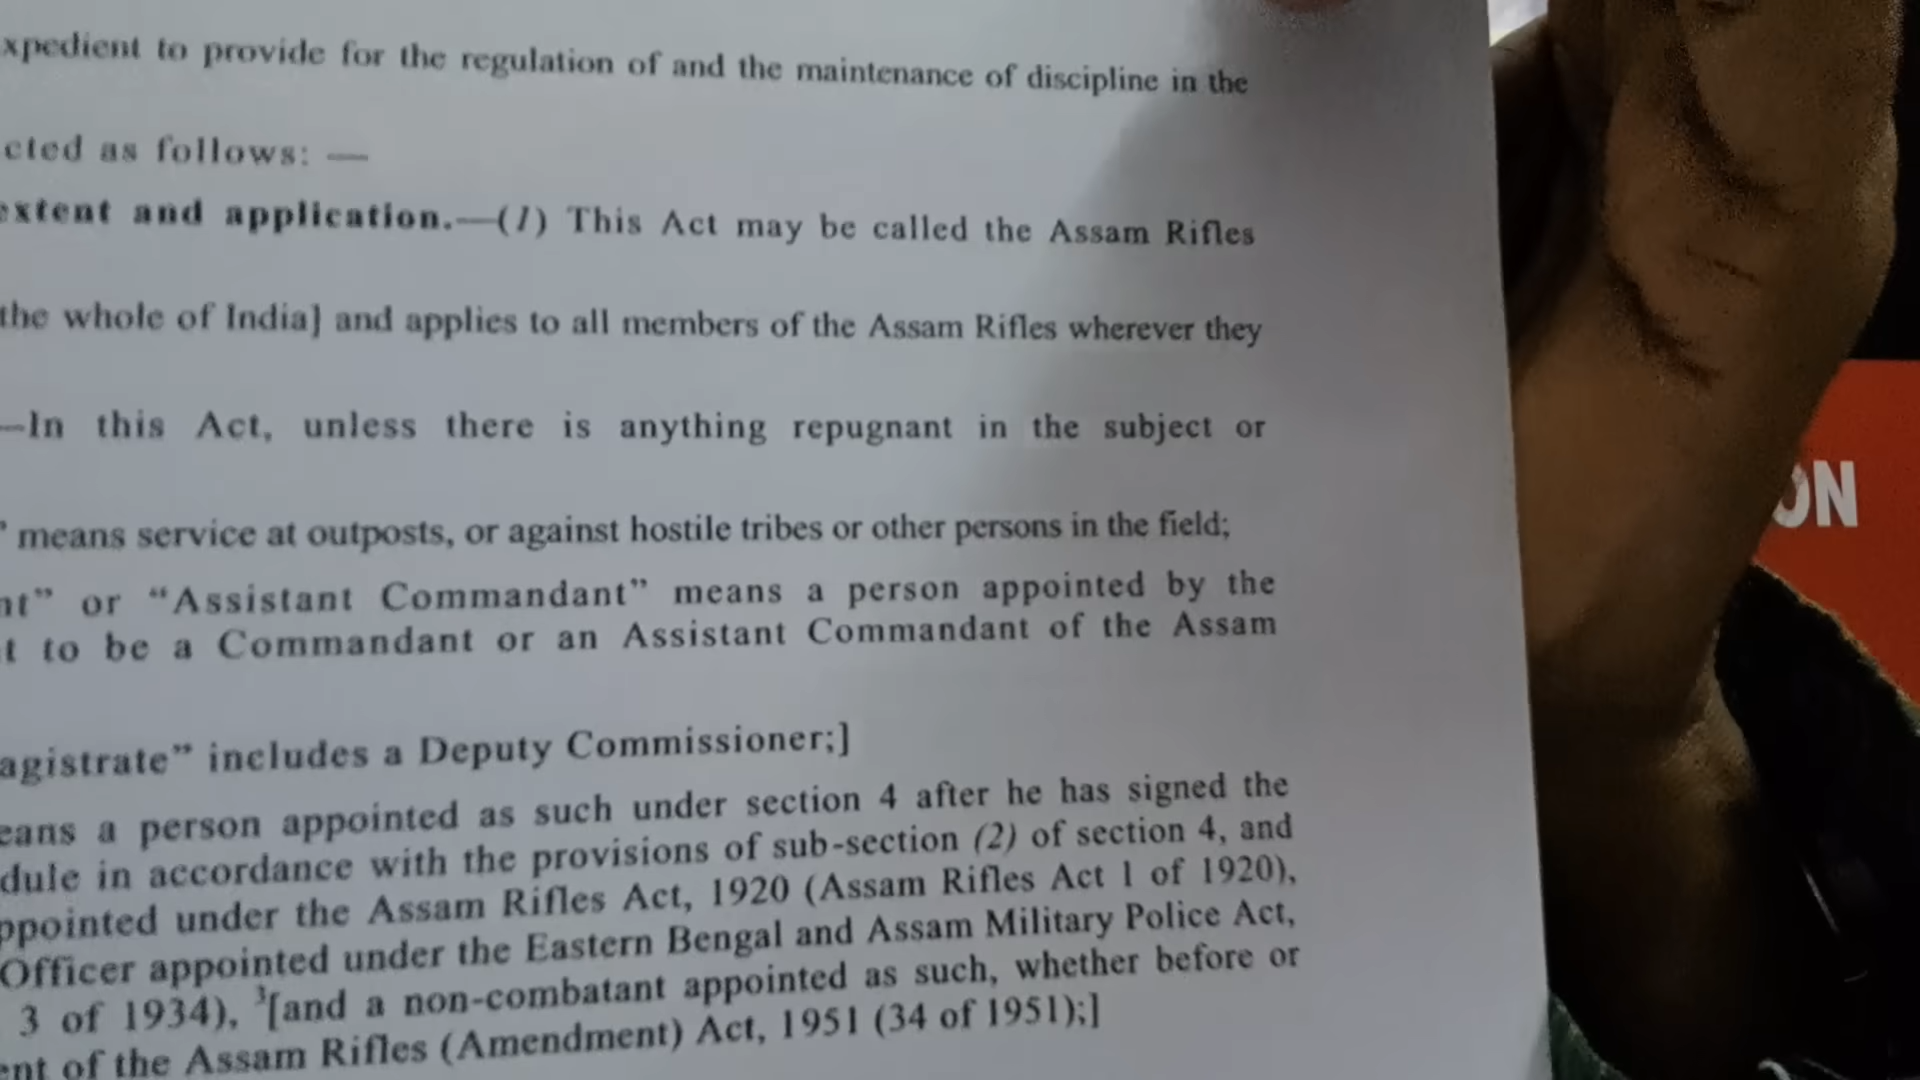 xpedient to provide for the regulation of and the maintenance of discipline in the
cted as follows: —
extent and application.—(1) This Act may be called the Assam Rifles
the whole of India] and applies to all members of the Assam Rifles wherever they
—In this Act, unless there is anything repugnant in the subject or
" means service at outposts, or against hostile tribes or other persons in the field;
nt" or “Assistant Commandant” means a person appointed by the
t to be a Commandant or an Assistant Commandant of the Assam
agistrate” includes a Deputy Commissioner;]
eans a person appointed as such under section 4 after he has signed the
dule in accordance with the provisions of sub-section (2) of section 4, and
ppointed under the Assam Rifles Act, 1920 (Assam Rifles Act 1 of 1920),
Officer appointed under the Eastern Bengal and Assam Military Police Act,
3 of 1934), ³[and a non-combatant appointed as such, whether before or
ent of the Assam Rifles (Amendment) Act, 1951 (34 of 1951);]
ON